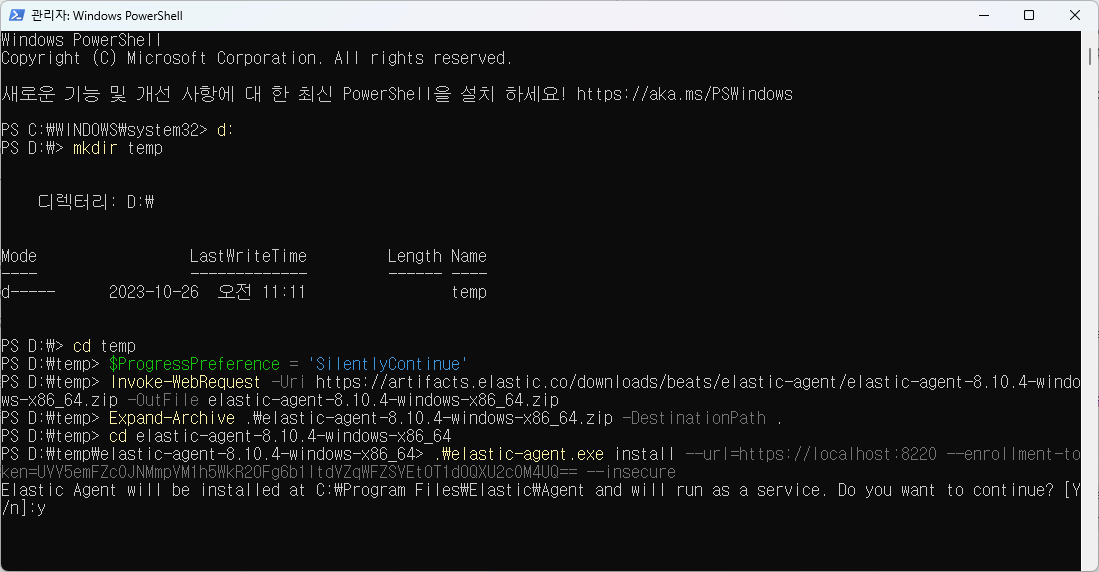 관리자: Windows PowerShell
Windows PowerShell
Copyright (C) Microsoft Corporation. All rights reserved.
새로운 기능 및 개선 사항에 대 한 최신 PowerShell을 설치 하세요! https://aka.ms/PSWindows
PS C:\WINDOWS\system32> d:
PS D:\> mkdir temp
디렉터리: D:\
Mode LastWriteTime Length Name
---- ------------- ------ ----
d----- 2023-10-26 오전 11:11 temp
PS D:\> cd temp
PS D:\temp> $ProgressPreference = 'SilentlyContinue'
PS D:\temp> Invoke-WebRequest -Uri https://artifacts.elastic.co/downloads/beats/elastic-agent/elastic-agent-8.10.4-windo
ws-x86_64.zip -OutFile elastic-agent-8.10.4-windows-x86_64.zip
PS D:\temp> Expand-Archive .\elastic-agent-8.10.4-windows-x86_64.zip -DestinationPath .
PS D:\temp> cd elastic-agent-8.10.4-windows-x86_64
PS D:\temp\elastic-agent-8.10.4-windows-x86_64> .\elastic-agent.exe install --url=https://localhost:8220 --enrollment-to
ken=UVY5emFZc0JNMmpVM1h5WkR2OFg6b1ltdVZqWFZSYEt0T1d0QXU2c0M4UQ== --insecure
Elastic Agent will be installed at C:\Program Files\Elastic\Agent and will run as a service. Do you want to continue? [Y
/n]:y